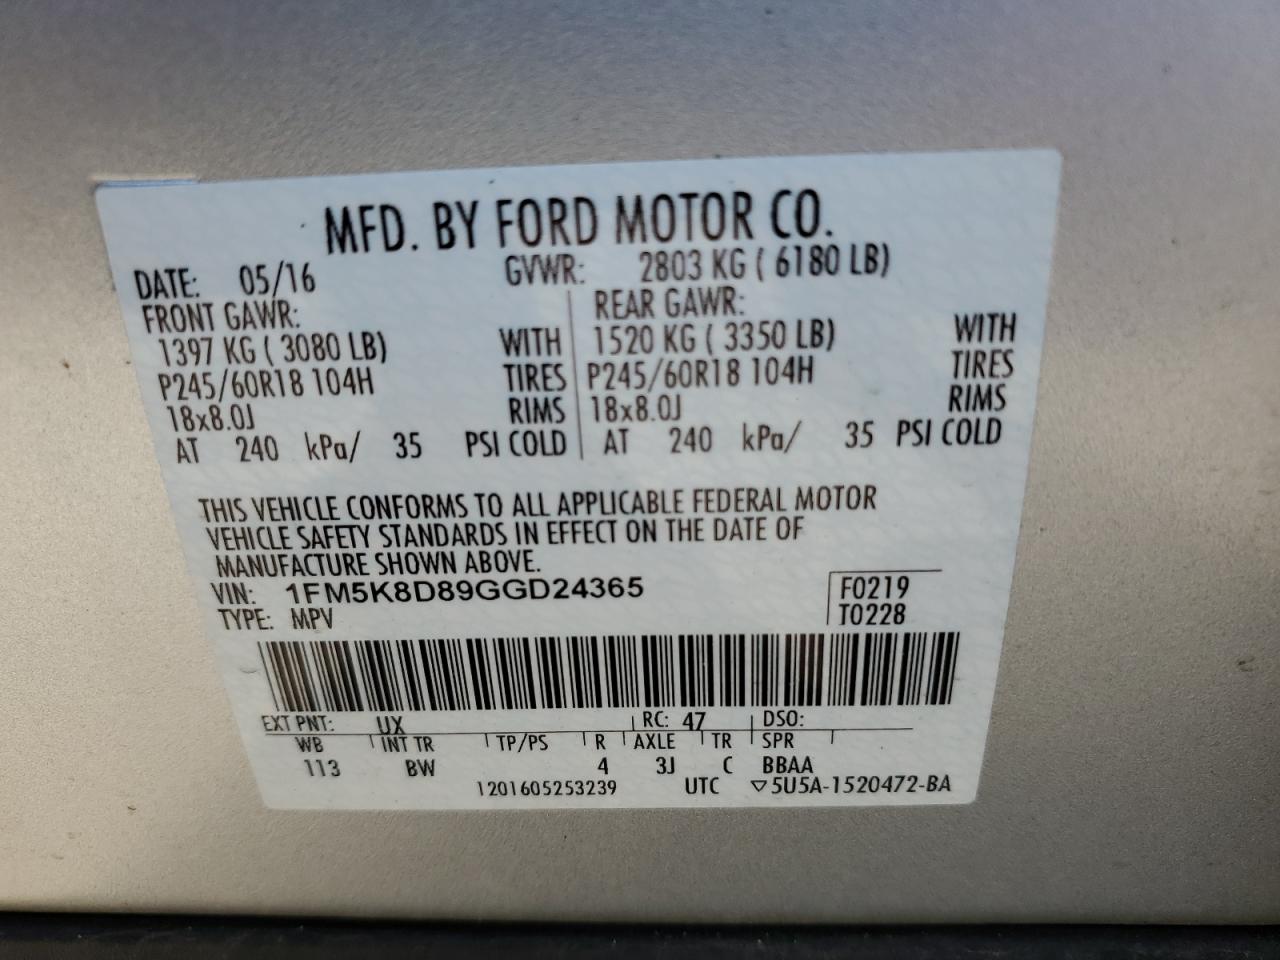 MFD. BY FORD MOTOR CO.
DATE: 05/16 GVWR: 2803 KG ( 6180 LB)
FRONT GAWR: REAR GAWR:
1397 KG ( 3080 LB) WITH 1520 KG ( 3350 LB) WITH
P245/60R18 104H TIRES P245/60R18 104H TIRES
18x8.0J RIMS 18x8.0J RIMS
AT 240 kPa/ 35 PSI COLD AT 240 kPa/ 35 PSI COLD
THIS VEHICLE CONFORMS TO ALL APPLICABLE FEDERAL MOTOR
VEHICLE SAFETY STANDARDS IN EFFECT ON THE DATE OF
MANUFACTURE SHOWN ABOVE.
VIN: 1FM5K8D89GGD24365 F0219
TYPE: MPV T0228
EXT PNT: UX RC: 47 DSO:
WB INT TR TP/PS R AXLE TR SPR
113 BW 4 3J C BBAA
1201605253239 UTC ▽5U5A-1520472-BA